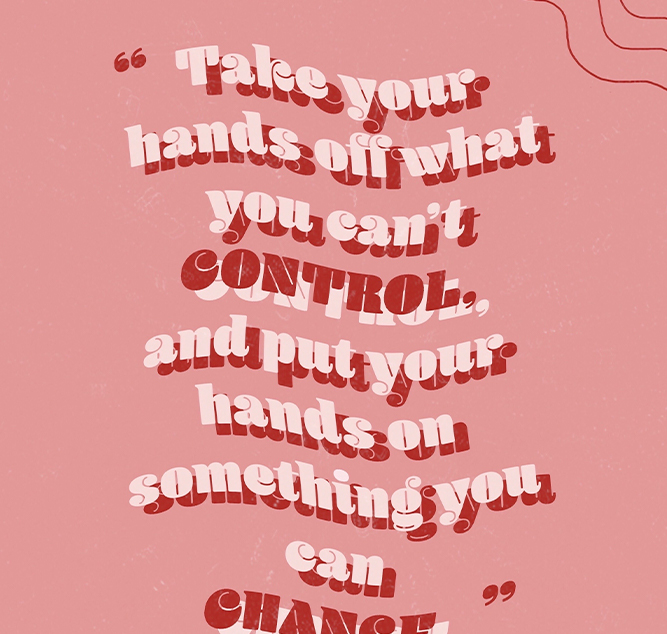 “ Take your
hands off what
you can’t
CONTROL,
and put your
hands on
something you
can
CHANGE ”